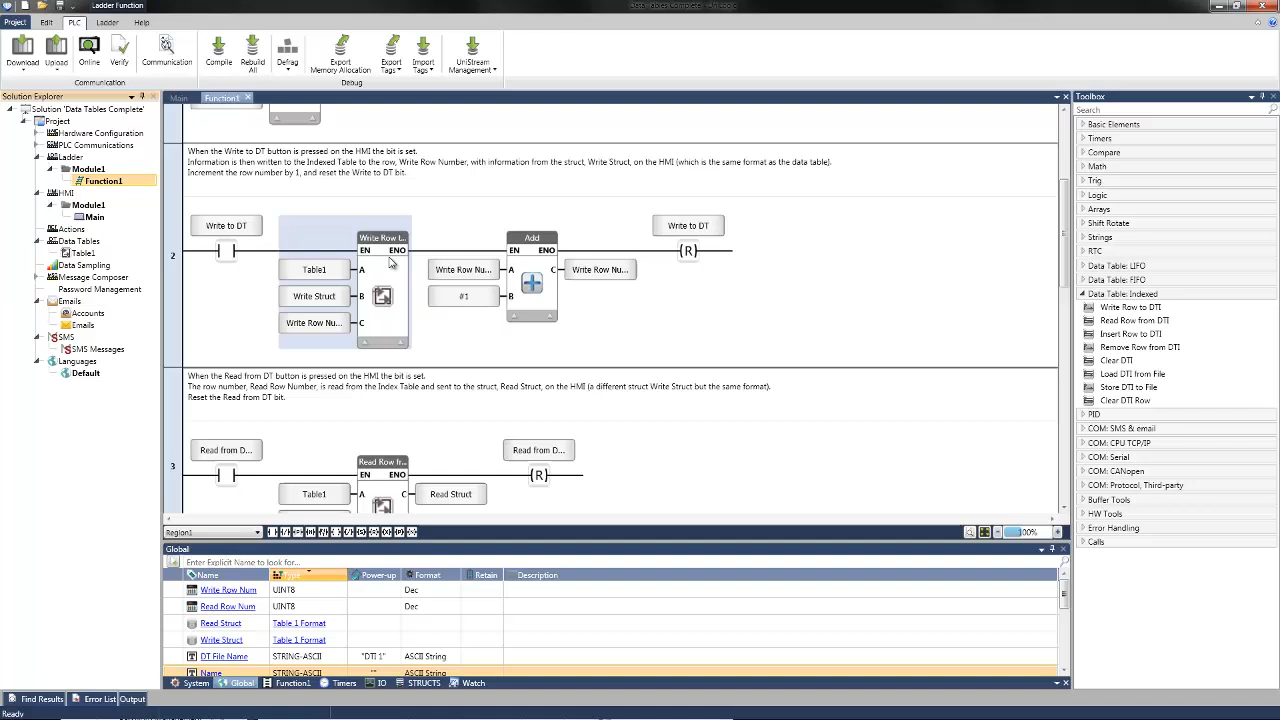 Ladder Function
Data Tables Complete - UniLogic
Project Edit PLC Ladder Help
Download Upload Online Verify Communication Compile Rebuild All Defrag Export Memory Allocation Export Tags Import Tags UniStream Management
Communication Debug
Solution Explorer
Solution 'Data Tables Complete'
Project
Hardware Configuration
PLC Communications
Ladder
Module1
Function1
HMI
Module1
Main
Actions
Data Tables
Table1
Data Sampling
Message Composer
Password Management
Emails
Accounts
Emails
SMS
SMS Messages
Languages
Default
Main Function1
When the Write to DT button is pressed on the HMI the bit is set.
Information is then written to the Indexed Table to the row, Write Row Number, with information from the struct, Write Struct, on the HMI (which is the same format as the data table).
Increment the row number by 1, and reset the Write to DT bit.
2
Write to DT
Write Row t...
EN ENO
Table1 A
Write Struct B
Write Row Nu... C
Add
EN ENO
Write Row Nu... A C Write Row Nu...
#1 B
Write to DT
(R)
When the Read from DT button is pressed on the HMI the bit is set.
The row number, Read Row Number, is read from the Index Table and sent to the struct, Read Struct, on the HMI (a different struct Write Struct but the same format).
Reset the Read from DT bit.
3
Read from D...
Read Row fr...
EN ENO
Table1 A C Read Struct
Read from D...
(R)
Region1
100%
Global
Enter Explicit Name to look for...
Name Type Power-up Format Retain Description
Write Row Num UINT8 Dec
Read Row Num UINT8 Dec
Read Struct Table 1 Format
Write Struct Table 1 Format
DT File Name STRING-ASCII "DTI 1" ASCII String
Name STRING-ASCII "" ASCII String
System Global Function1 Timers IO STRUCTS Watch
Toolbox
Search
Basic Elements
Timers
Compare
Math
Trig
Logic
Arrays
Shift Rotate
Strings
RTC
Data Table: LIFO
Data Table: FIFO
Data Table: Indexed
Write Row to DTI
Read Row from DTI
Insert Row to DTI
Remove Row from DTI
Clear DTI
Load DTI from File
Store DTI to File
Clear DTI Row
PID
COM: SMS & email
COM: CPU TCP/IP
COM: Serial
COM: CANopen
COM: Protocol, Third-party
Buffer Tools
HW Tools
Error Handling
Calls
Find Results Error List Output
Ready